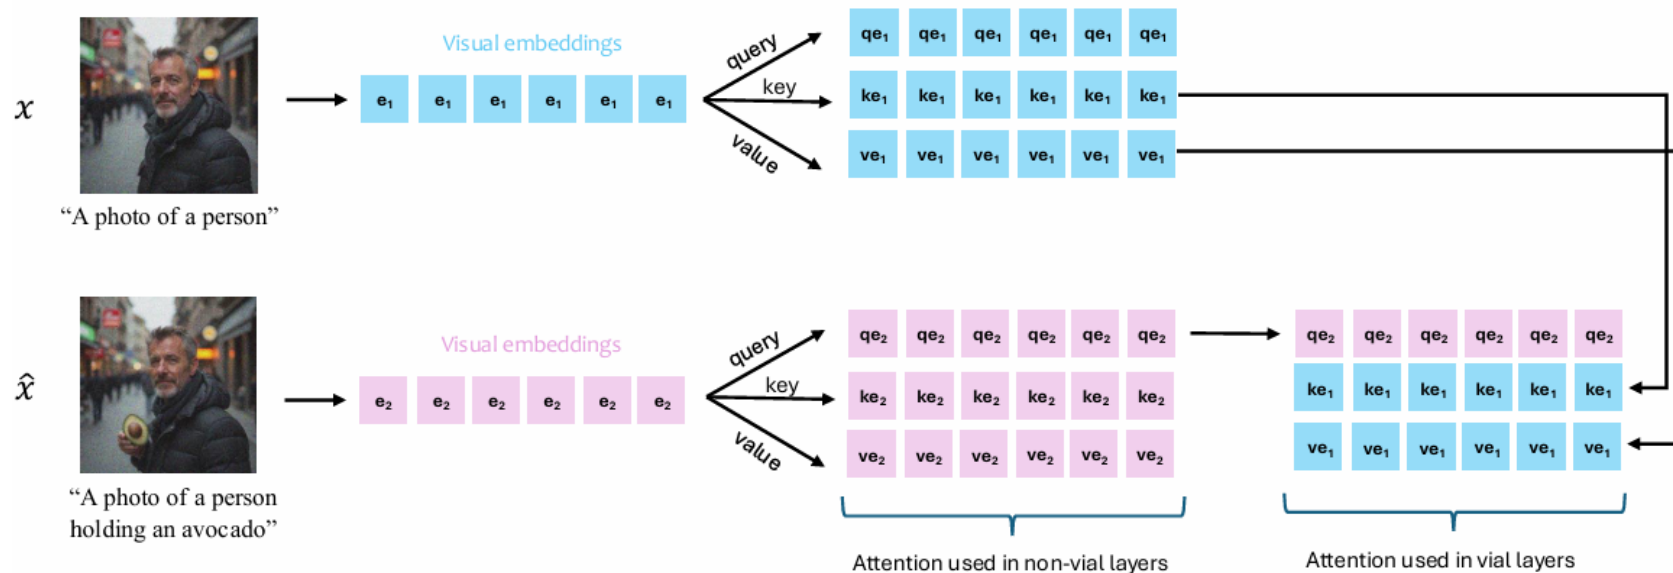 x
“A photo of a person”
Visual embeddings
e₁ e₁ e₁ e₁ e₁ e₁
query
key
value
qe₁ qe₁ qe₁ qe₁ qe₁ qe₁
ke₁ ke₁ ke₁ ke₁ ke₁ ke₁
ve₁ ve₁ ve₁ ve₁ ve₁ ve₁
x̂
“A photo of a person
holding an avocado”
Visual embeddings
e₂ e₂ e₂ e₂ e₂ e₂
query
key
value
qe₂ qe₂ qe₂ qe₂ qe₂ qe₂
ke₂ ke₂ ke₂ ke₂ ke₂ ke₂
ve₂ ve₂ ve₂ ve₂ ve₂ ve₂
Attention used in non-vial layers
qe₂ qe₂ qe₂ qe₂ qe₂ qe₂
ke₁ ke₁ ke₁ ke₁ ke₁ ke₁
ve₁ ve₁ ve₁ ve₁ ve₁ ve₁
Attention used in vial layers